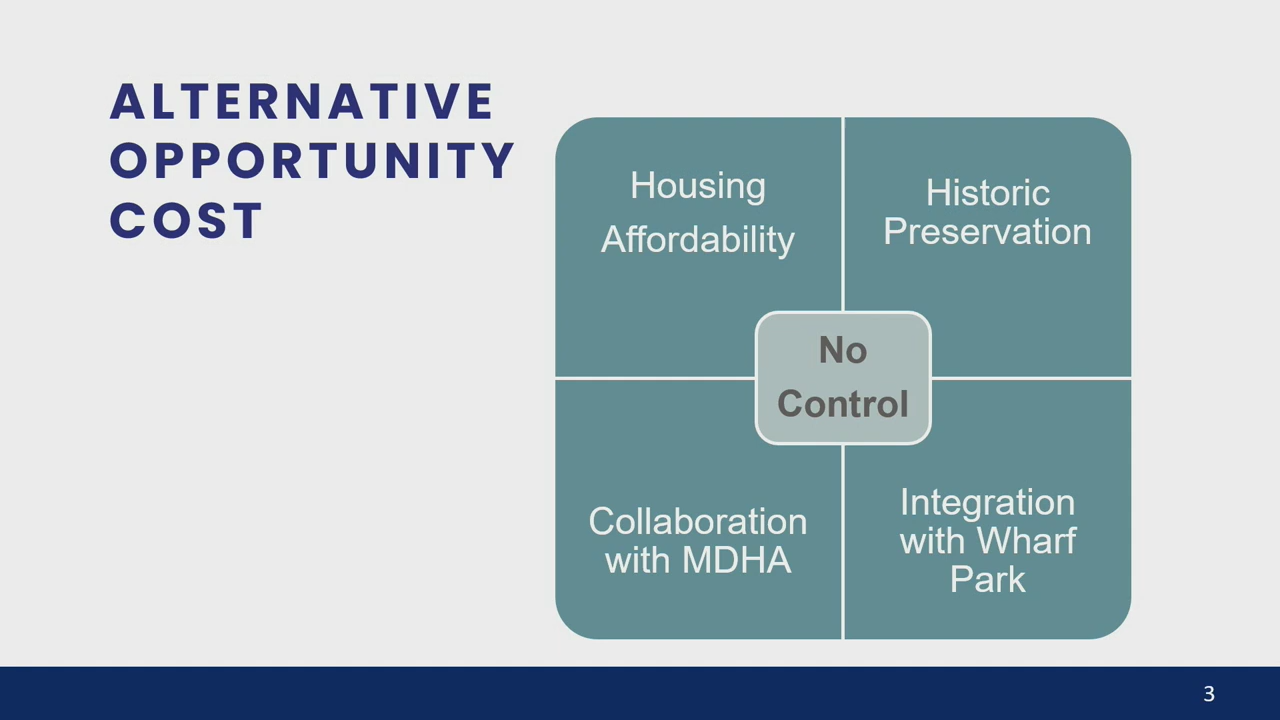 ALTERNATIVE
OPPORTUNITY
COST
Housing
Affordability
Historic
Preservation
No
Control
Collaboration
with MDHA
Integration
with Wharf
Park
3